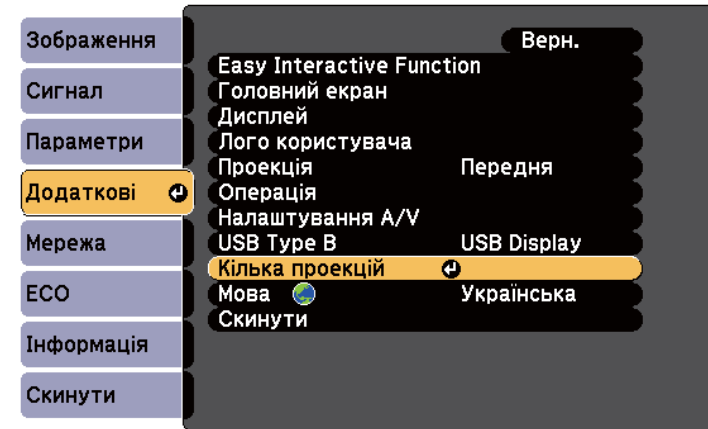 Зображення
Сигнал
Параметри
Додаткові
Мережа
ECO
Інформація
Скинути
Верн.
Easy Interactive Function
Головний екран
Дисплей
Лого користувача
Проекція Передня
Операція
Налаштування A/V
USB Type B USB Display
Кілька проекцій
Мова Українська
Скинути